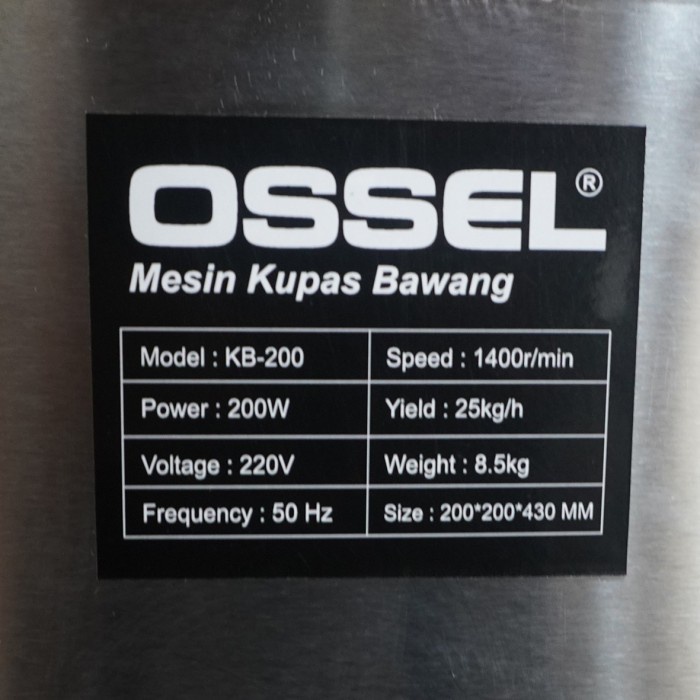 OSSEL®
Mesin Kupas Bawang
Model : KB-200
Speed : 1400r/min
Power : 200W
Yield : 25kg/h
Voltage : 220V
Weight : 8.5kg
Frequency : 50 Hz
Size : 200*200*430 MM